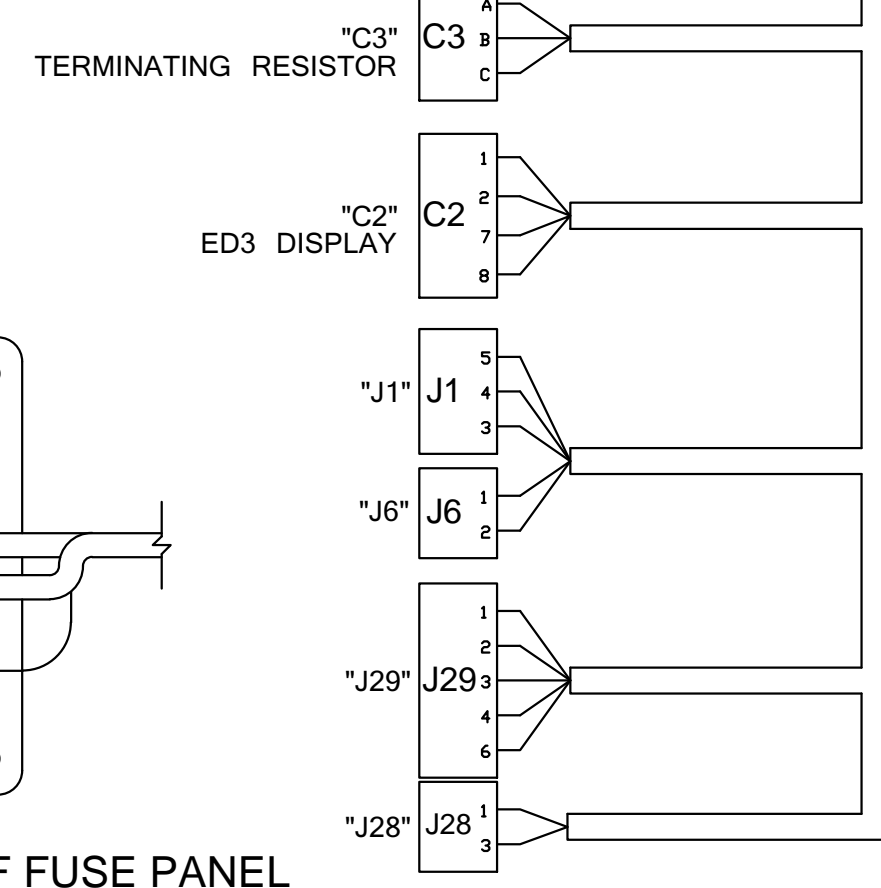 A
"C3" C3 B
TERMINATING RESISTOR
C
1
2
"C2" C2
7
ED3 DISPLAY
8
5
"J1" J1 4
3
1
"J6" J6
2
1
2
"J29" J29 3
4
6
1
"J28" J28
3
F FUSE PANEL